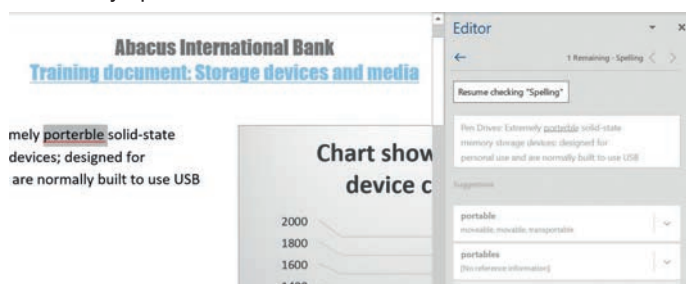 Abacus International Bank
Training document: Storage devices and media
mely porterble solid-state
devices; designed for
are normally built to use USB
Chart show
device c
2000
1800
1600
Editor
1 Remaining - Spelling
Resume checking "Spelling"
Pen Drives: Extremely porterble solid-state
memory storage devices; designed for
personal use and are normally built to use USB
Suggestions
portable
moveable, movable, transportable
portables
[No reference information]